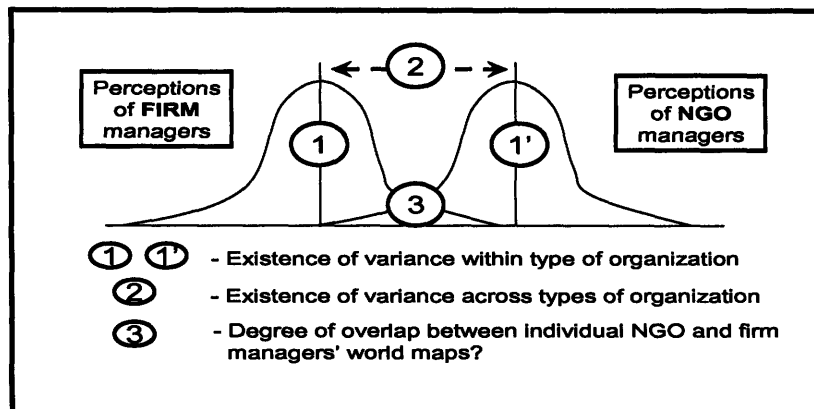 2
Perceptions
of FIRM
managers
Perceptions
of NGO
managers
1
1'
3
1 1' - Existence of variance within type of organization
2 - Existence of variance across types of organization
3 - Degree of overlap between individual NGO and firm
managers' world maps?